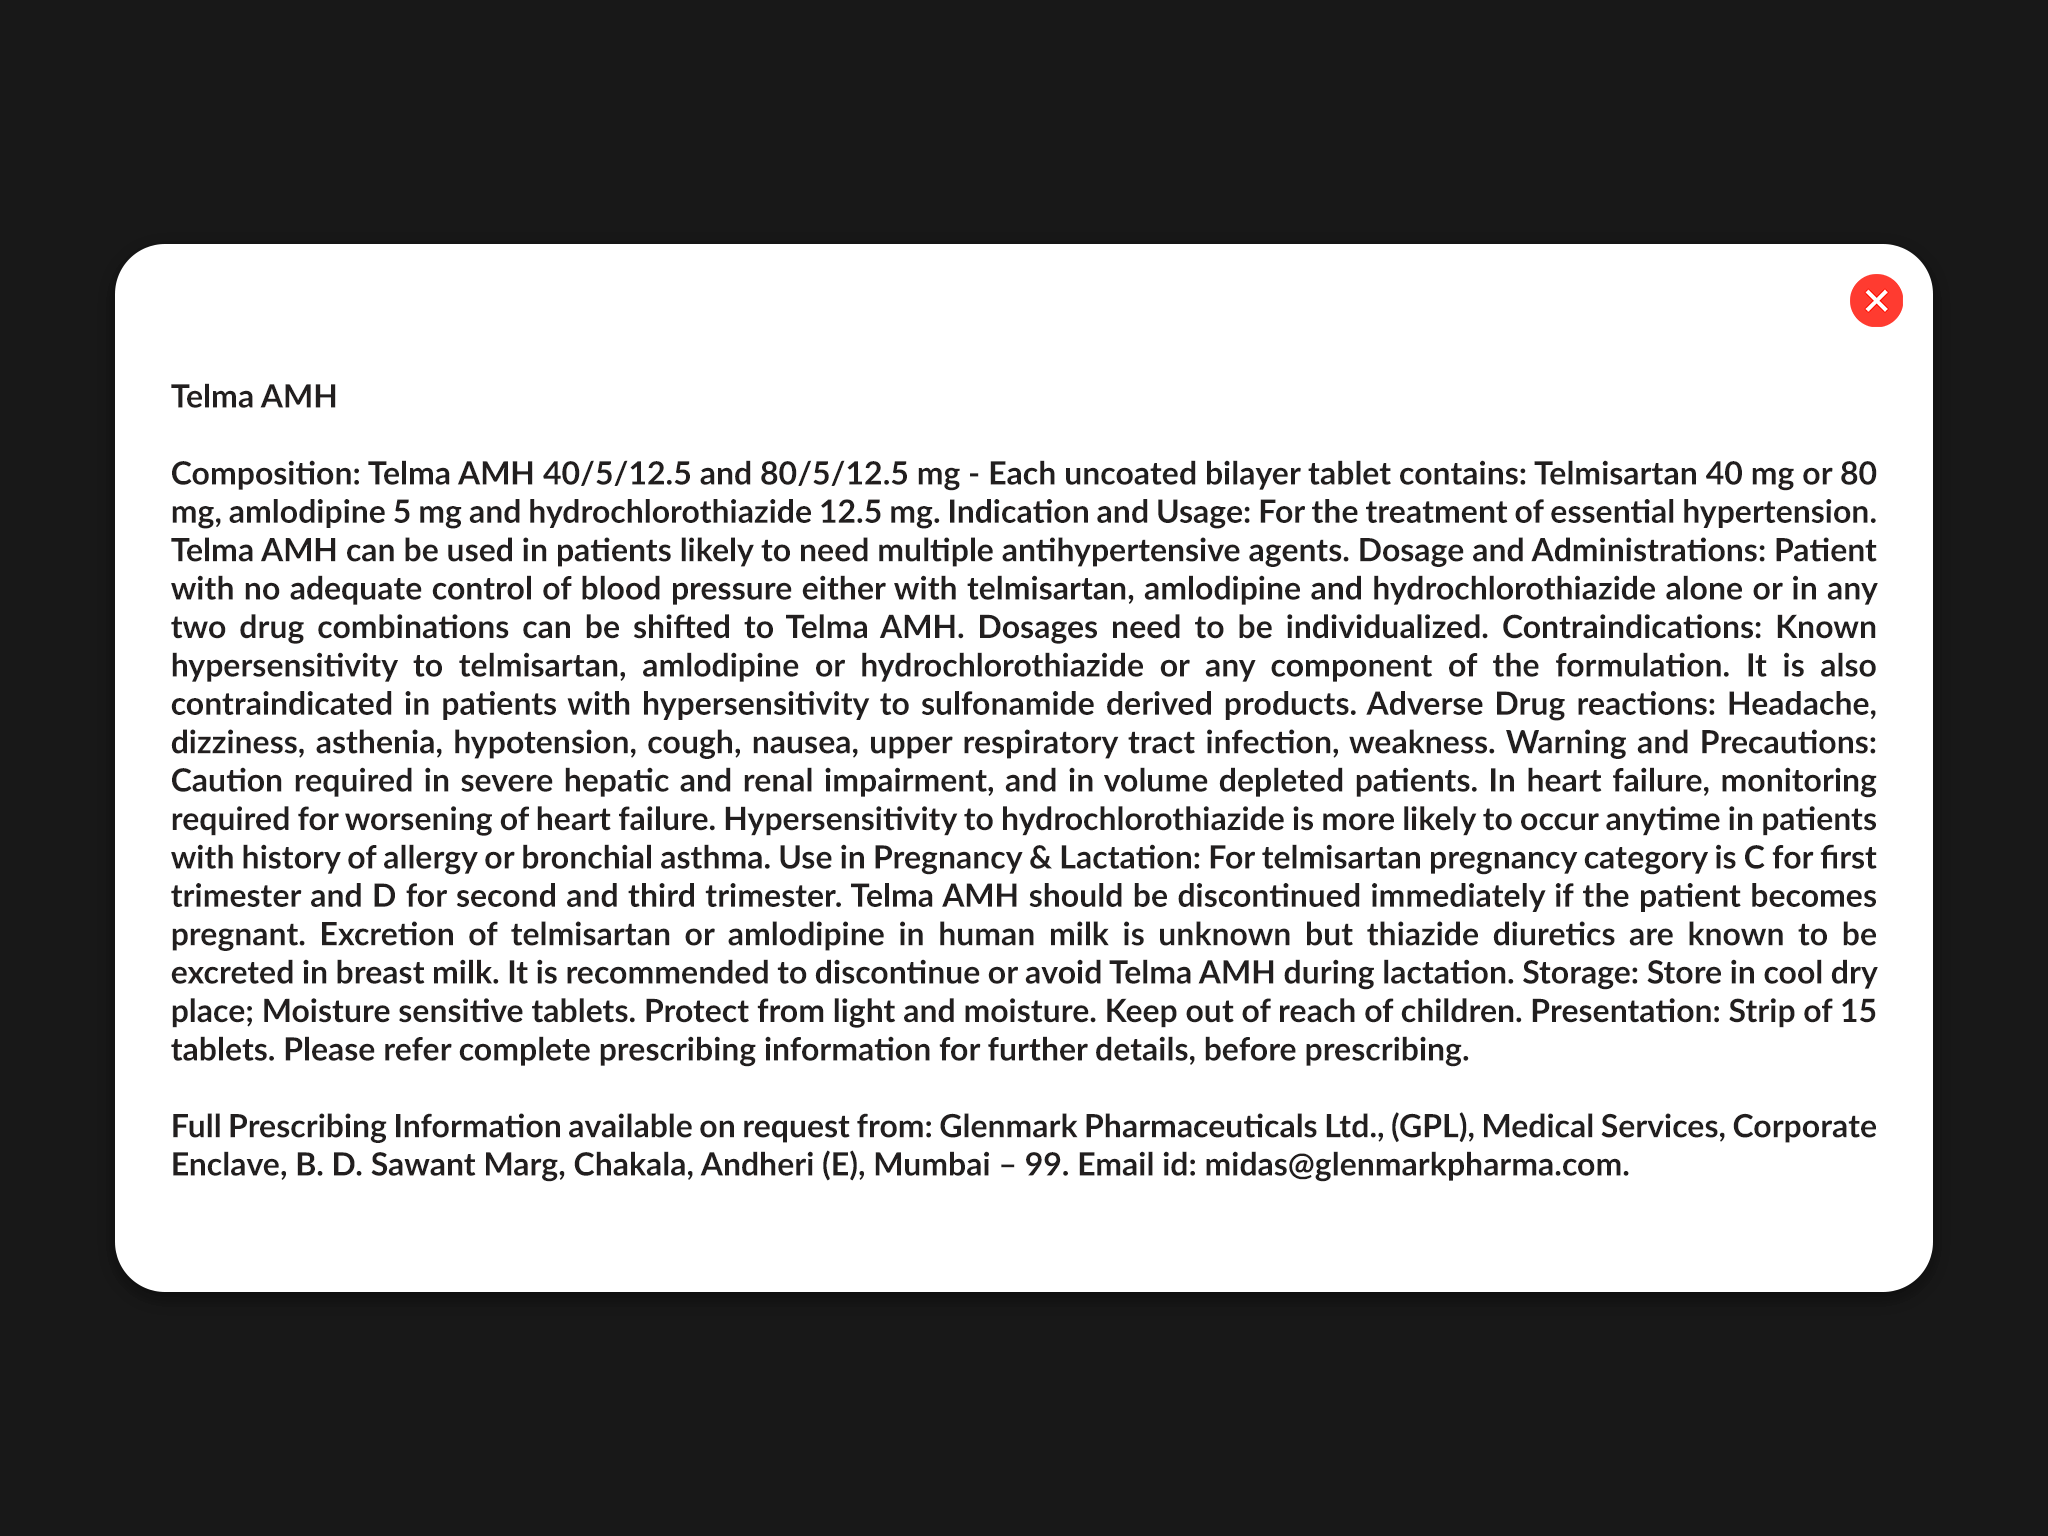 Telma AMH
Composition: Telma AMH 40/5/12.5 and 80/5/12.5 mg - Each uncoated bilayer tablet contains: Telmisartan 40 mg or 80
mg, amlodipine 5 mg and hydrochlorothiazide 12.5 mg. Indication and Usage: For the treatment of essential hypertension.
Telma AMH can be used in patients likely to need multiple antihypertensive agents. Dosage and Administrations: Patient
with no adequate control of blood pressure either with telmisartan, amlodipine and hydrochlorothiazide alone or in any
two drug combinations can be shifted to Telma AMH. Dosages need to be individualized. Contraindications: Known
hypersensitivity to telmisartan, amlodipine or hydrochlorothiazide or any component of the formulation. It is also
contraindicated in patients with hypersensitivity to sulfonamide derived products. Adverse Drug reactions: Headache,
dizziness, asthenia, hypotension, cough, nausea, upper respiratory tract infection, weakness. Warning and Precautions:
Caution required in severe hepatic and renal impairment, and in volume depleted patients. In heart failure, monitoring
required for worsening of heart failure. Hypersensitivity to hydrochlorothiazide is more likely to occur anytime in patients
with history of allergy or bronchial asthma. Use in Pregnancy & Lactation: For telmisartan pregnancy category is C for first
trimester and D for second and third trimester. Telma AMH should be discontinued immediately if the patient becomes
pregnant. Excretion of telmisartan or amlodipine in human milk is unknown but thiazide diuretics are known to be
excreted in breast milk. It is recommended to discontinue or avoid Telma AMH during lactation. Storage: Store in cool dry
place; Moisture sensitive tablets. Protect from light and moisture. Keep out of reach of children. Presentation: Strip of 15
tablets. Please refer complete prescribing information for further details, before prescribing.
Full Prescribing Information available on request from: Glenmark Pharmaceuticals Ltd., (GPL), Medical Services, Corporate
Enclave, B. D. Sawant Marg, Chakala, Andheri (E), Mumbai – 99. Email id: midas@glenmarkpharma.com.